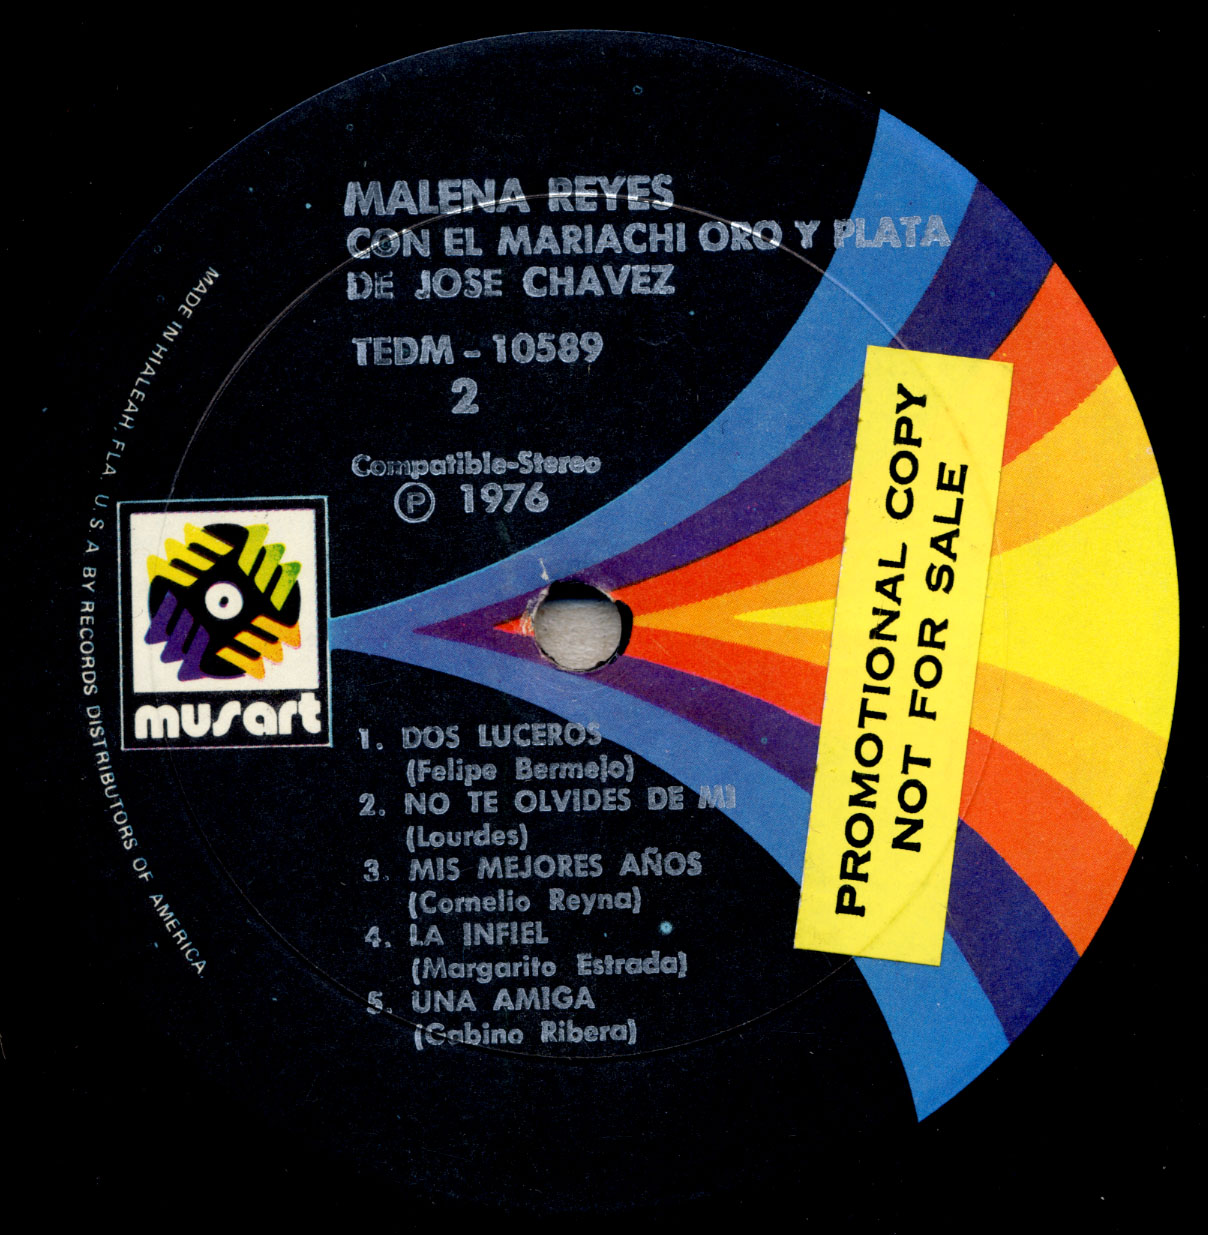 MALENA REYES
CON EL MARIACHI ORO Y PLATA
DE JOSE CHAVEZ
TEDM - 10589
2
Compatible-Stereo
Ⓟ 1976
musart
1. DOS LUCEROS
(Felipe Bermejo)
2. NO TE OLVIDES DE MI
(Lourdes)
3. MIS MEJORES AÑOS
(Cornelio Reyna)
4. LA INFIEL
(Margarito Estrada)
5. UNA AMIGA
(Gabino Ribera)
MADE IN HIALEAH, FLA. U.S.A BY RECORDS DISTRIBUTORS OF AMERICA
PROMOTIONAL COPY
NOT FOR SALE